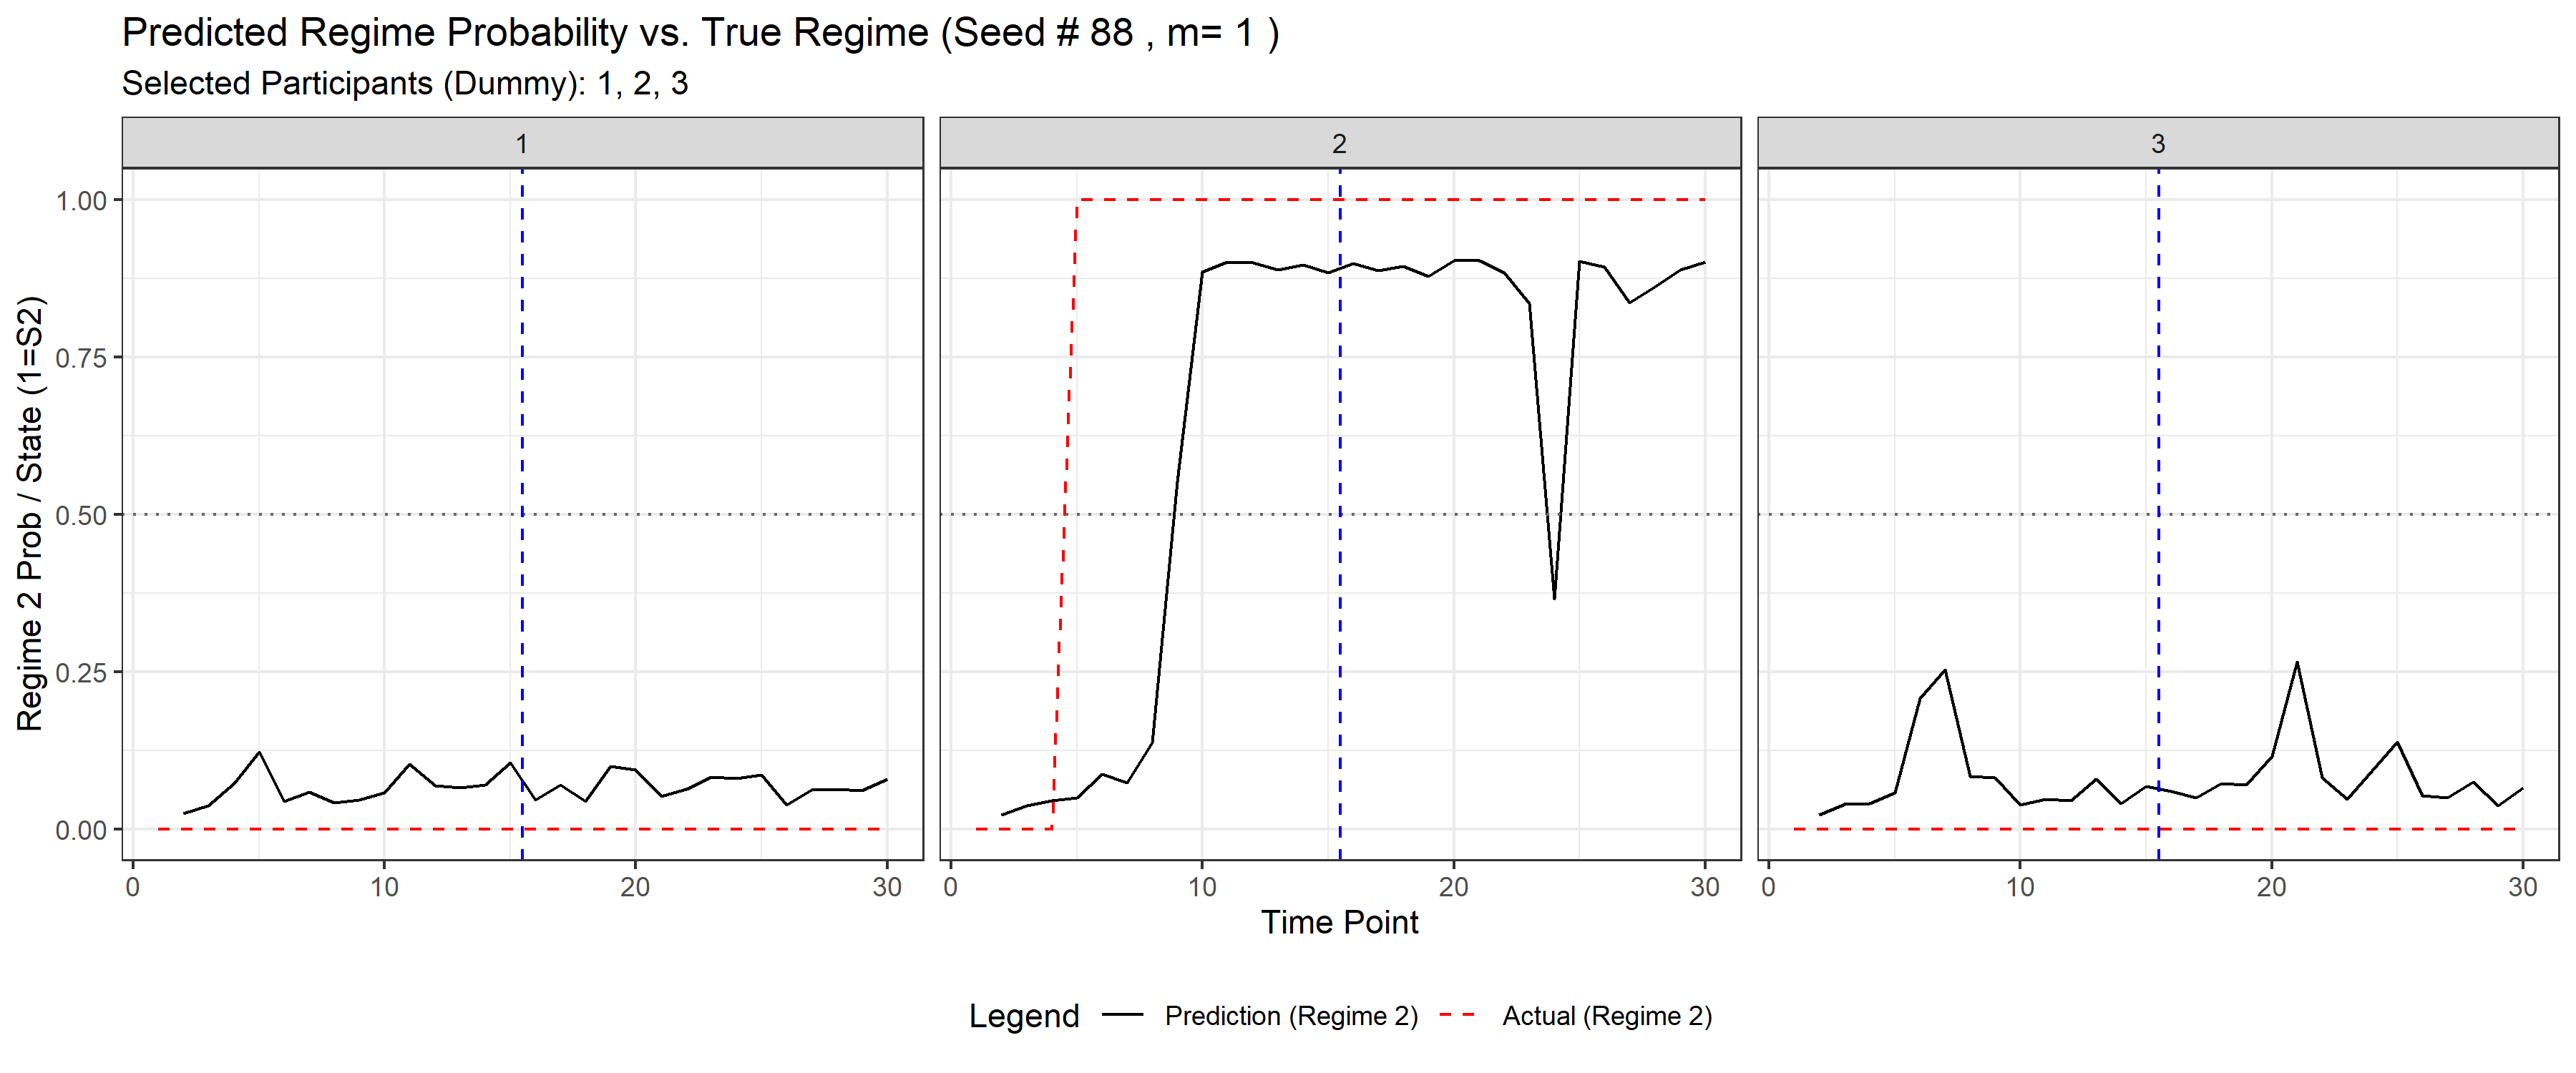 Predicted Regime Probability vs. True Regime (Seed # 88 , m= 1 )
Selected Participants (Dummy): 1, 2, 3
1 2 3
Regime 2 Prob / State (1=S2)
1.00
0.75
0.50
0.25
0.00
0 10 20 30 0 10 20 30 0 10 20 30
Time Point
Legend Prediction (Regime 2) Actual (Regime 2)